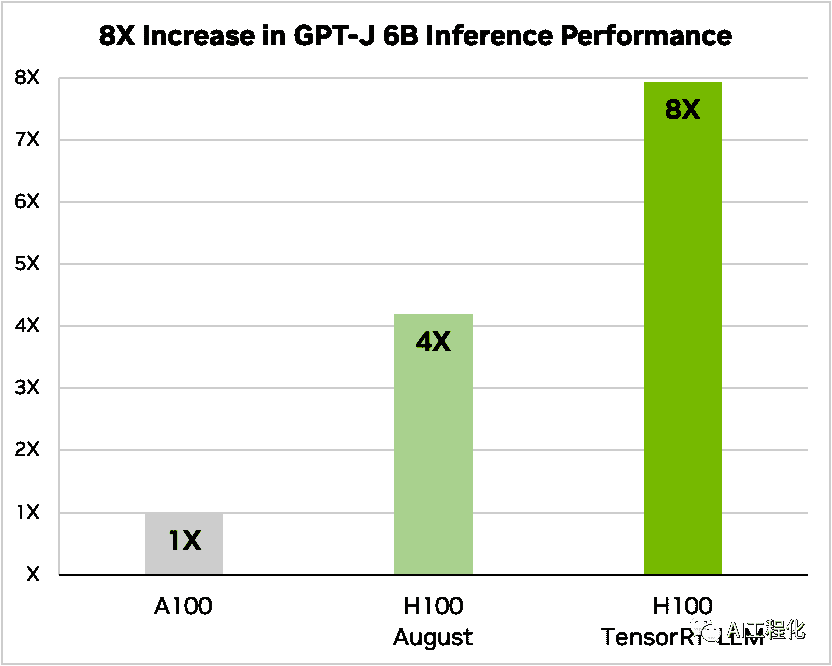 8X Increase in GPT-J 6B Inference Performance
8X
7X
6X
5X
4X
3X
2X
1X
X
1X
4X
8X
A100
H100
August
H100
TensorRT-LLM
AI工程化